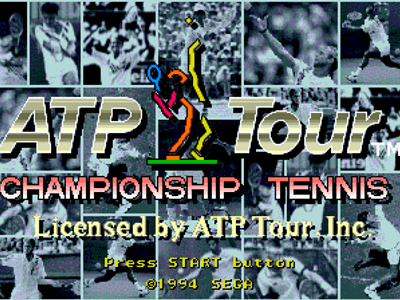 ATP Tour TM
CHAMPIONSHIP TENNIS
Licensed by ATP Tour, Inc.
Press START button
©1994 SEGA